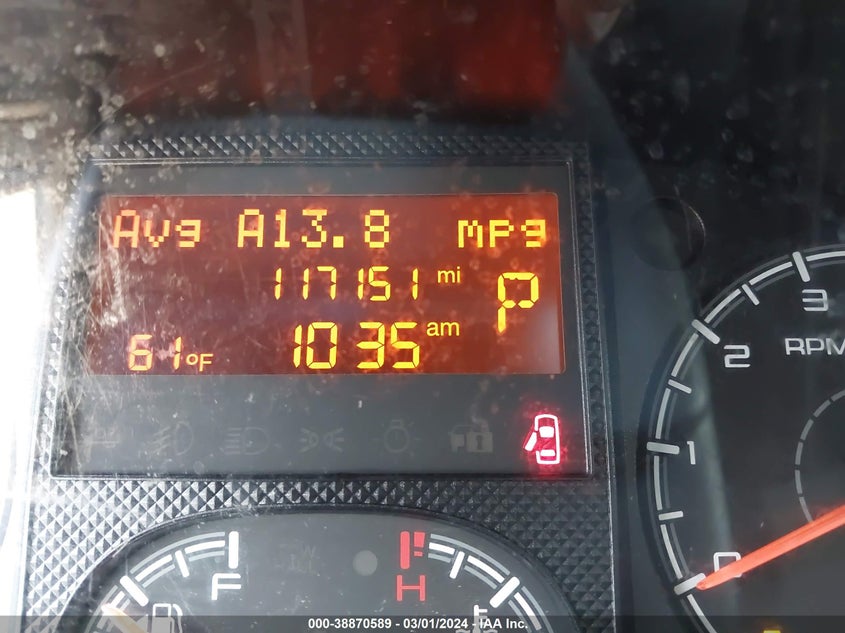 Avg A13.8 mpg
117151 mi
P
61°F 1035 am
3
2
RPM
1
0
F
H
000-38870589 - 03/01/2024 - IAA Inc.